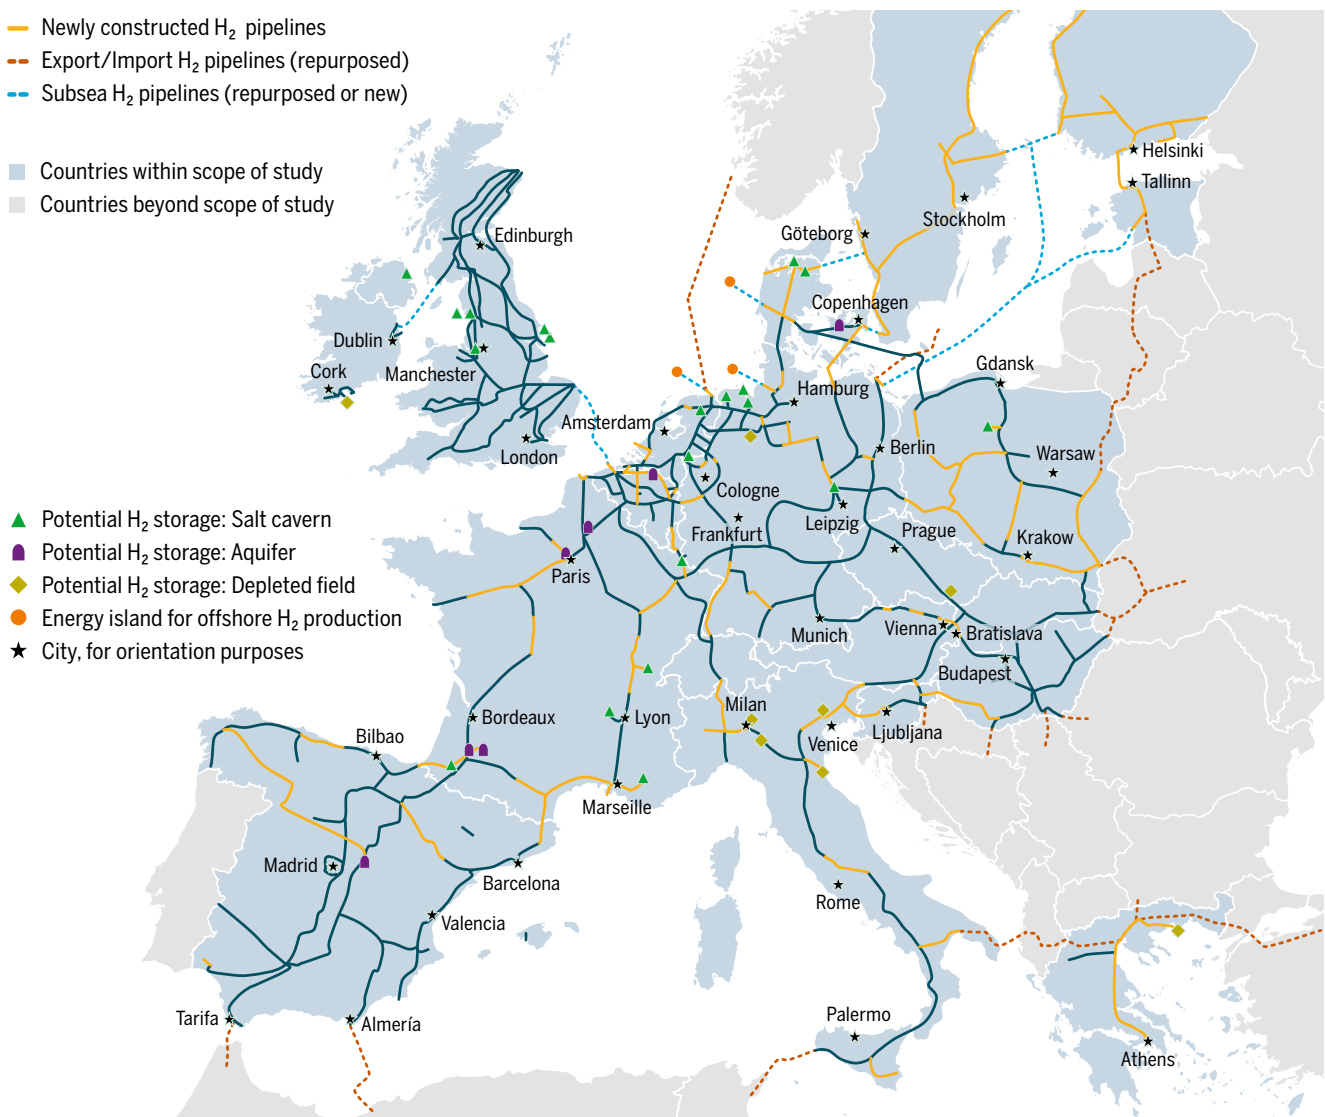 Newly constructed H₂ pipelines
Export/Import H₂ pipelines (repurposed)
Subsea H₂ pipelines (repurposed or new)
Countries within scope of study
Countries beyond scope of study
Helsinki
Tallinn
Stockholm
Göteborg
Edinburgh
Copenhagen
Dublin
Cork
Manchester
Gdansk
Hamburg
Amsterdam
London
Berlin
Warsaw
Cologne
Leipzig
Frankfurt
Prague
Krakow
Paris
Potential H₂ storage: Salt cavern
Potential H₂ storage: Aquifer
Potential H₂ storage: Depleted field
Energy island for offshore H₂ production
City, for orientation purposes
Munich
Vienna
Bratislava
Budapest
Bordeaux
Lyon
Milan
Venice
Ljubljana
Bilbao
Marseille
Madrid
Barcelona
Rome
Valencia
Tarifa
Almería
Palermo
Athens